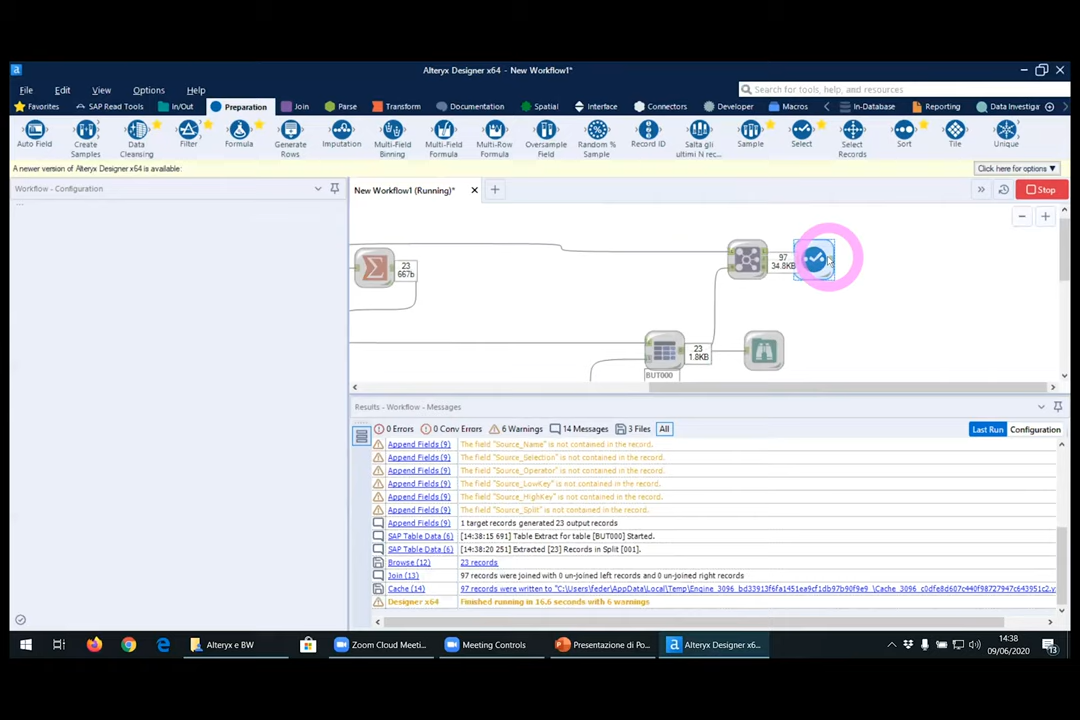 Alteryx Designer x64 - New Workflow1*
File Edit View Options Help
Search for tools, help, and resources.
Favorites SAP Read Tools In/Out Preparation Join Parse Transform Documentation Spatial Interface Connectors Developer Macros In-Database Reporting Data Investiga
Auto Field
Create Samples
Data Cleansing
Filter
Formula
Generate Rows
Imputation
Multi-Field Binning
Multi-Field Formula
Multi-Row Formula
Oversample Field
Random % Sample
Record ID
Salta gli ultimi N rec...
Sample
Select
Select Records
Sort
Tile
Unique
A newer version of Alteryx Designer x64 is available:
Click here for options ▼
Workflow - Configuration
New Workflow1 (Running)*
Stop
...
23
667b
97
34.8KB
23
1.8KB
BUT000
Results - Workflow - Messages
0 Errors 0 Conv Errors 6 Warnings 14 Messages 3 Files All
Last Run Configuration
Append Fields (9) The field "Source_Name" is not contained in the record.
Append Fields (9) The field "Source_Selection" is not contained in the record.
Append Fields (9) The field "Source_Operator" is not contained in the record.
Append Fields (9) The field "Source_LowKey" is not contained in the record.
Append Fields (9) The field "Source_HighKey" is not contained in the record.
Append Fields (9) The field "Source_Split" is not contained in the record.
Append Fields (9) 1 target records generated 23 output records
SAP Table Data (6) [14:38:15 691] Table Extract for table [BUT000] Started.
SAP Table Data (6) [14:38:20 251] Extracted [23] Records in Split [001].
Browse (12) 23 records
Join (13) 97 records were joined with 0 un-joined left records and 0 un-joined right records
Cache (14) 97 records were written to "C:\Users\feder\AppData\Local\Temp\Engine_3096_
Designer x64 Finished running in 16.6 seconds with 6 warnings
Alteryx e BW
Zoom Cloud Meeti...
Meeting Controls
Presentazione di Po...
Alteryx Designer x6...
14:38
09/06/2020
13